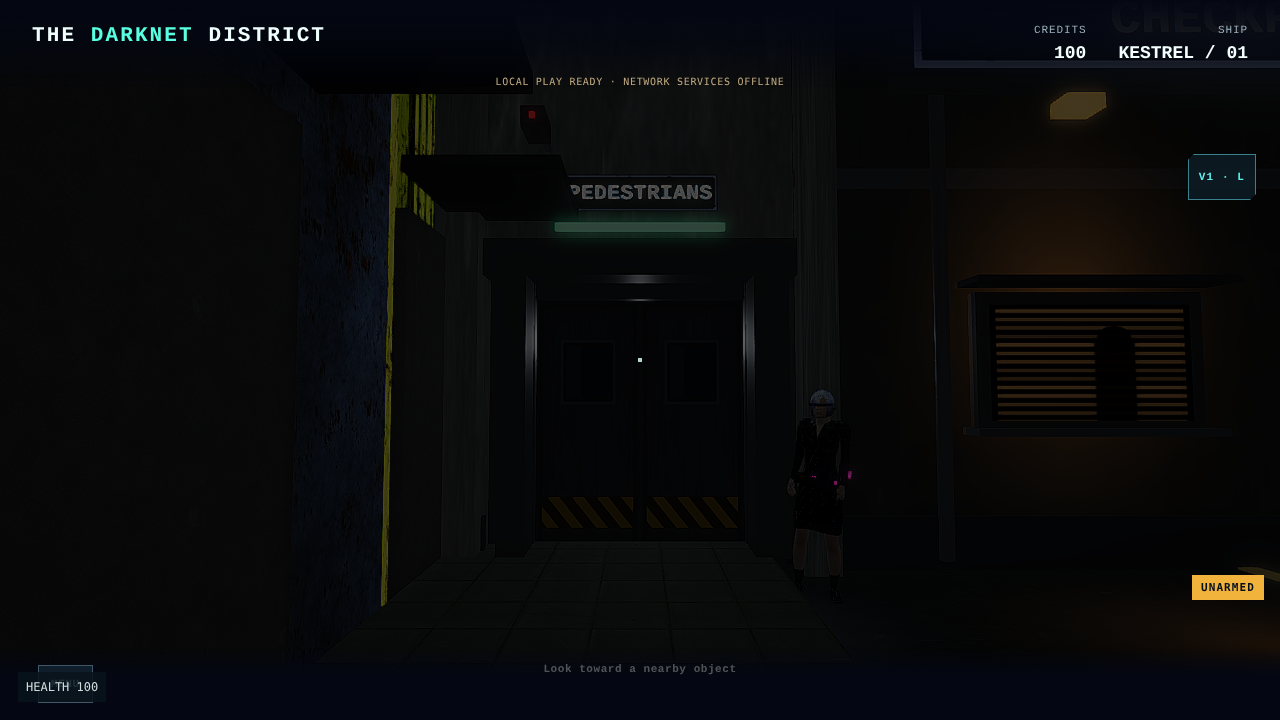 THE DARKNET DISTRICT
CREDITS
100
SHIP
KESTREL / 01
LOCAL PLAY READY · NETWORK SERVICES OFFLINE
V1 · L
PEDESTRIANS
UNARMED
Look toward a nearby object
HEALTH 100